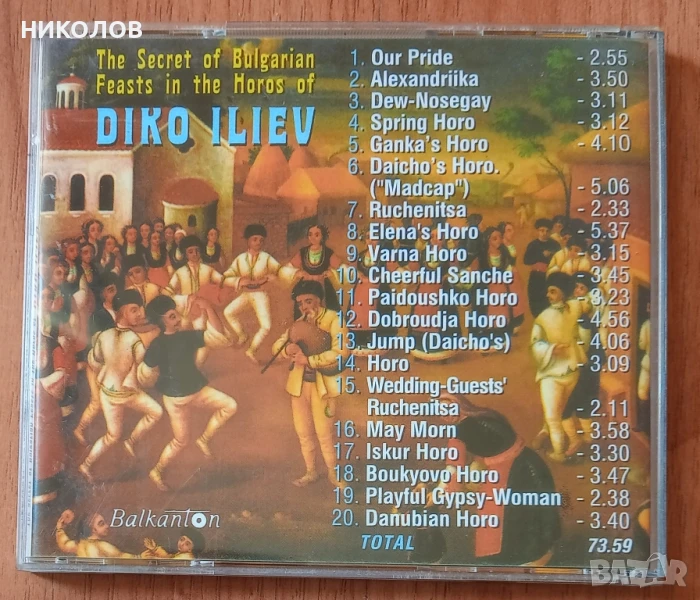 НИКОЛОВ
The Secret of Bulgarian
Feasts in the Horos of
DIKO ILIEV
1. Our Pride - 2.55
2. Alexandriika - 3.50
3. Dew-Nosegay - 3.11
4. Spring Horo - 3.12
5. Ganka's Horo - 4.10
6. Daicho's Horo.
("Madcap") - 5.06
7. Ruchenitsa - 2.33
8. Elena's Horo - 5.37
9. Varna Horo - 3.15
10. Cheerful Sanche - 3.45
11. Paidoushko Horo - 3.23
12. Dobroudja Horo - 4.56
13. Jump (Daicho's) - 4.06
14. Horo - 3.09
15. Wedding-Guests'
Ruchenitsa - 2.11
16. May Morn - 3.58
17. Iskur Horo - 3.30
18. Boukyovo Horo - 3.47
19. Playful Gypsy-Woman - 2.38
20. Danubian Horo - 3.40
TOTAL 73.59
Balkanton
BAZAR